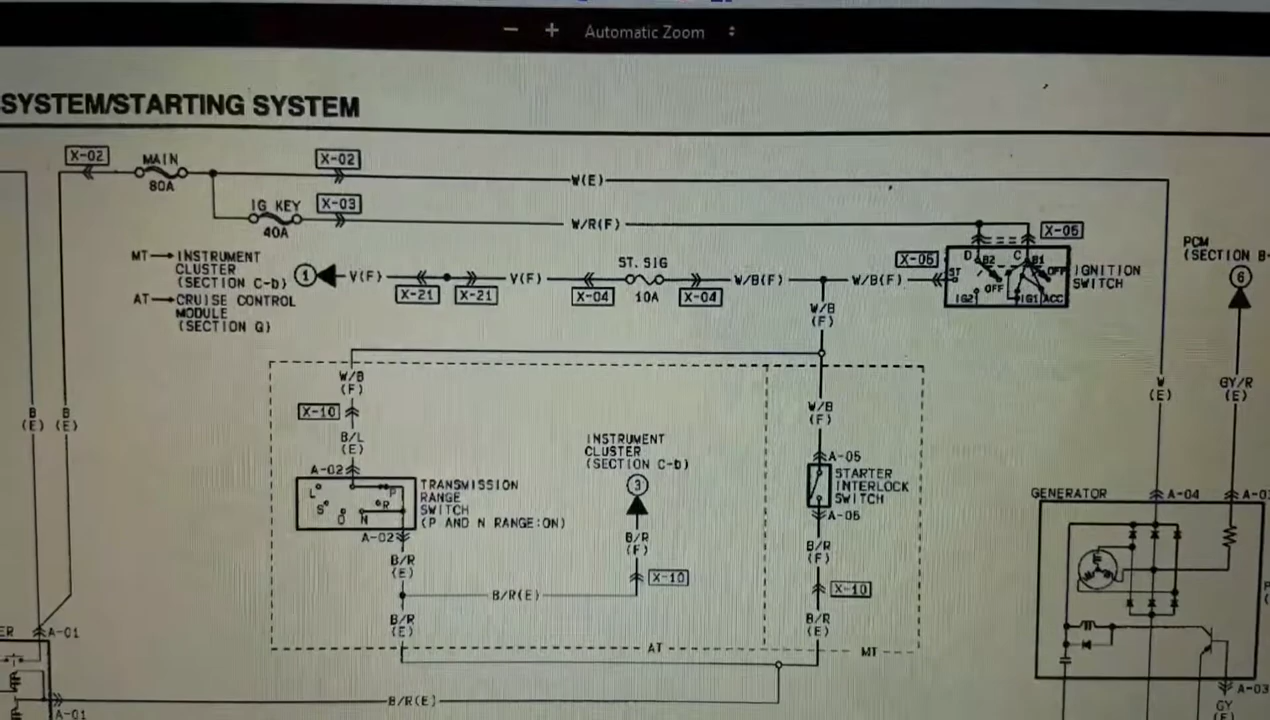 Automatic Zoom
SYSTEM/STARTING SYSTEM
X-02
MAIN
80A
X-02
W(E)
IG KEY
40A
X-03
W/R(F)
X-05
MT
INSTRUMENT
CLUSTER
(SECTION C-b)
AT
CRUISE CONTROL
MODULE
(SECTION G)
1
V(F)
X-21
X-21
V(F)
X-04
ST. SIG
10A
X-04
W/B(F)
W/B(F)
X-05
ST
D
B2
OFF
IG2
C
B1
OFF
IG1
ACC
IGNITION
SWITCH
PCM
(SECTION B-
6
W/B
(F)
B
(E)
B
(E)
W/B
(F)
X-10
B/L
(E)
A-02
L
S
D
N
R
P
TRANSMISSION
RANGE
SWITCH
(P AND N RANGE:ON)
A-02
B/R
(E)
B/R(E)
B/R
(E)
INSTRUMENT
CLUSTER
(SECTION C-b)
3
B/R
(F)
X-10
W/B
(F)
A-05
STARTER
INTERLOCK
SWITCH
A-05
B/R
(F)
X-10
B/R
(E)
AT
MT
W
(E)
GY/R
(E)
GENERATOR
A-04
A-03
ER
A-01
A-01
B/R(E)
A-03
GY
(E)